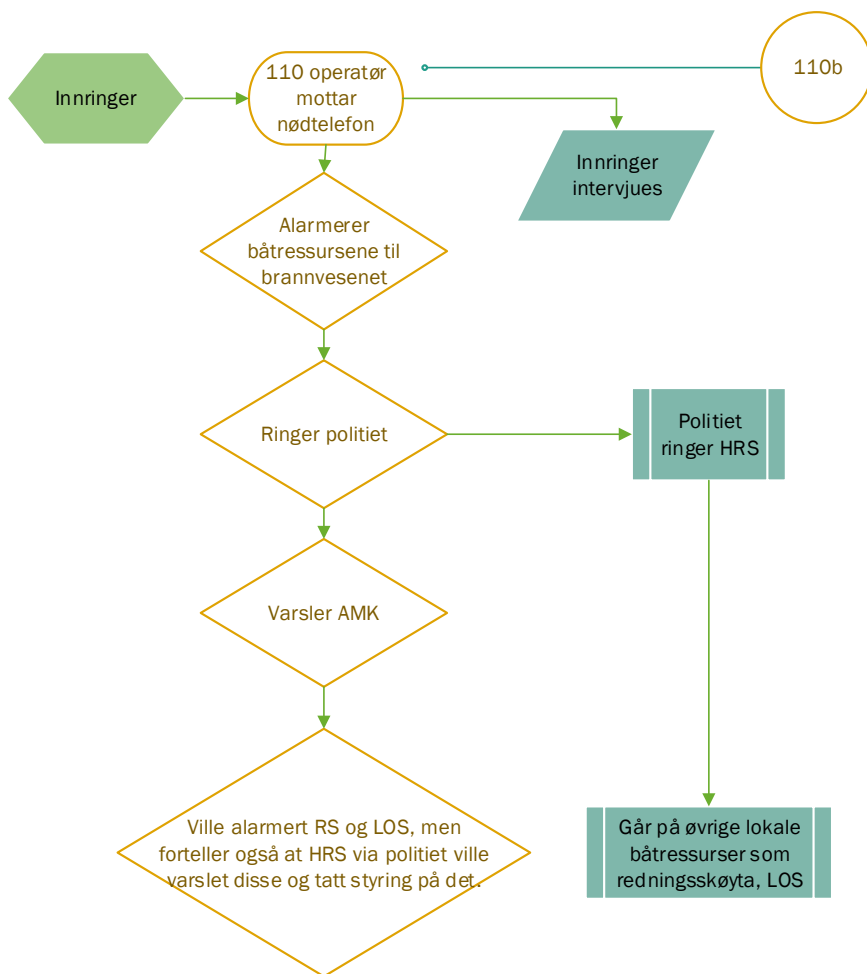 Innringer
110 operatør
mottar
nødtelefon
110b
Innringer
intervjues
Alarmerer
båtressursene til
brannvesenet
Ringer politiet
Politiet
ringer HRS
Varsler AMK
Ville alarmert RS og LOS, men
forteller også at HRS via politiet ville
varslet disse og tatt styring på det.
Går på øvrige lokale
båtressurser som
redningsskøyta, LOS